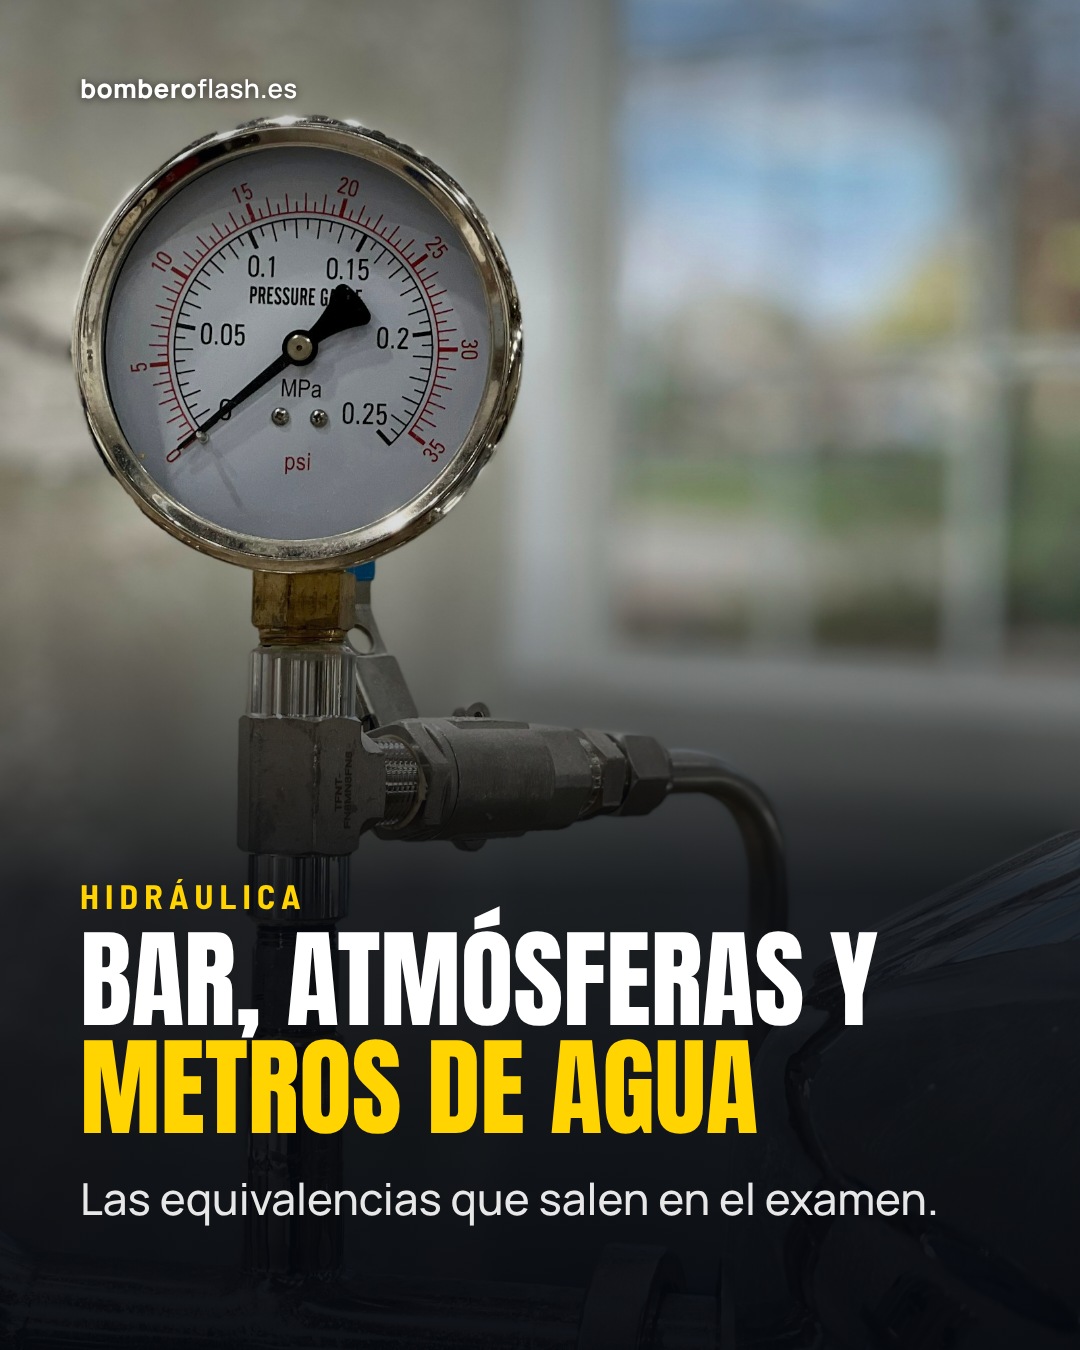 bomberoflash.es
15 20
10 25
0.1 0.15
PRESSURE
0.05 0.2
5 30
MPa
0 0.25
0 35
psi
HIDRÁULICA
BAR, ATMÓSFERAS Y
METROS DE AGUA
Las equivalencias que salen en el examen.